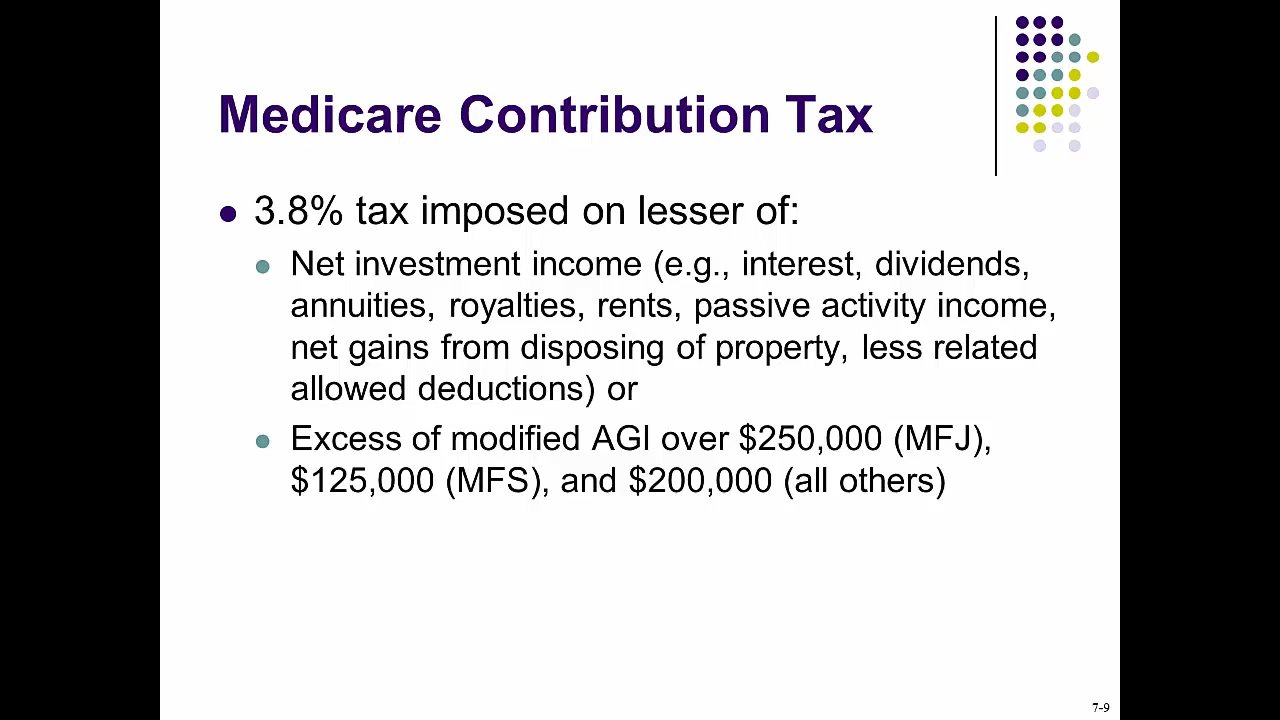 Medicare Contribution Tax
3.8% tax imposed on lesser of:
Net investment income (e.g., interest, dividends,
annuities, royalties, rents, passive activity income,
net gains from disposing of property, less related
allowed deductions) or
Excess of modified AGI over $250,000 (MFJ),
$125,000 (MFS), and $200,000 (all others)
7-9